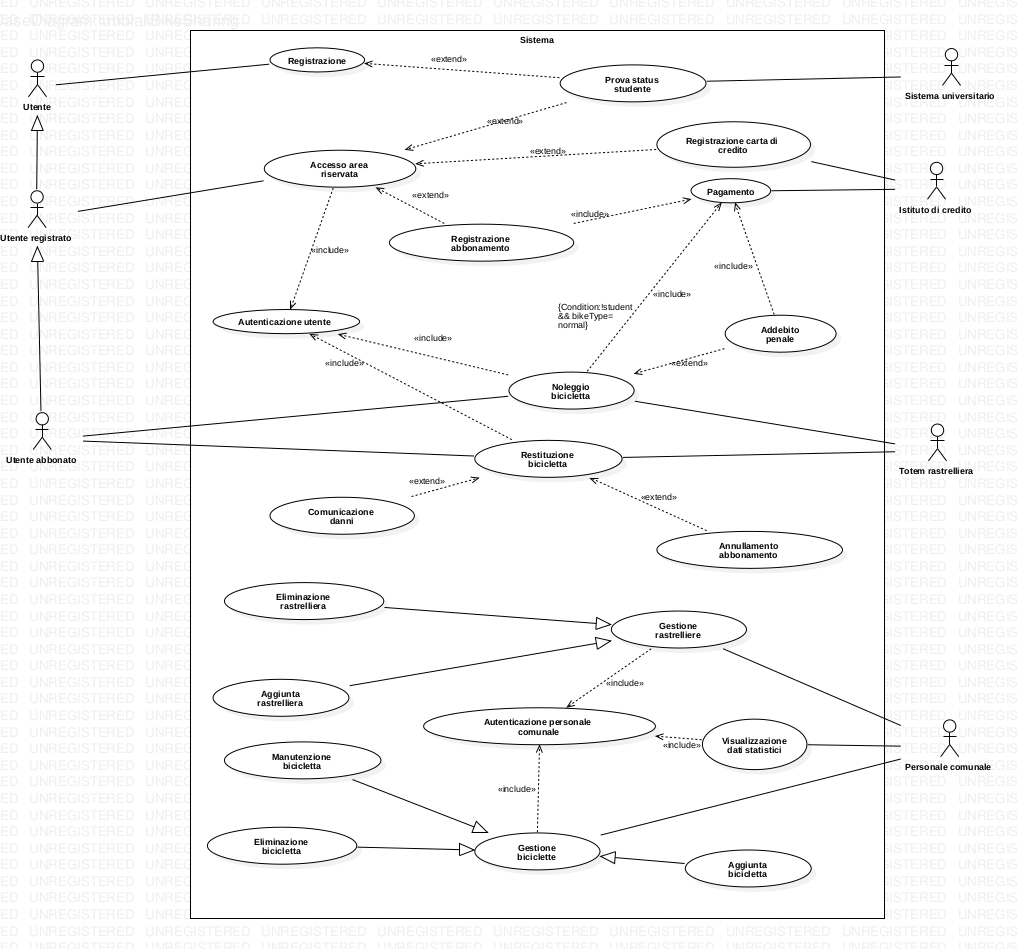 Sistema
Utente
Utente registrato
Utente abbonato
Registrazione
«extend»
Prova status
studente
Sistema universitario
«extend»
Registrazione carta di
credito
«extend»
Accesso area
riservata
Pagamento
Istituto di credito
«extend»
«include»
Registrazione
abbonamento
«include»
«include»
«include»
{Condition:!student
&& bikeType=
normal}
Autenticazione utente
Addebito
penale
«include»
«include»
«extend»
Noleggio
bicicletta
Restituzione
bicicletta
Totem rastrelliera
«extend»
«extend»
Comunicazione
danni
Annullamento
abbonamento
Eliminazione
rastrelliera
Gestione
rastrelliere
«include»
Aggiunta
rastrelliera
Autenticazione personale
comunale
Visualizzazione
dati statistici
«include»
Manutenzione
bicicletta
Personale comunale
«include»
Eliminazione
bicicletta
Gestione
biciclette
Aggiunta
bicicletta
UNREGISTERED